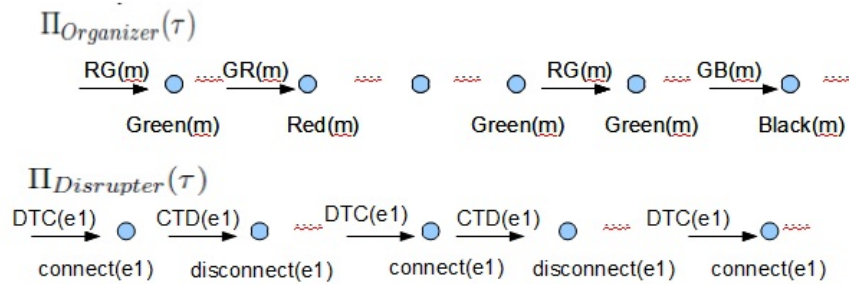 Π_Organizer(τ)
RG(m) ..... GR(m) ..... ..... RG(m) ..... GB(m) .....
Green(m) Red(m) Green(m) Green(m) Black(m)
Π_Disrupter(τ)
DTC(e1) CTD(e1) ..... DTC(e1) CTD(e1) ..... DTC(e1) .....
connect(e1) disconnect(e1) connect(e1) disconnect(e1) connect(e1)